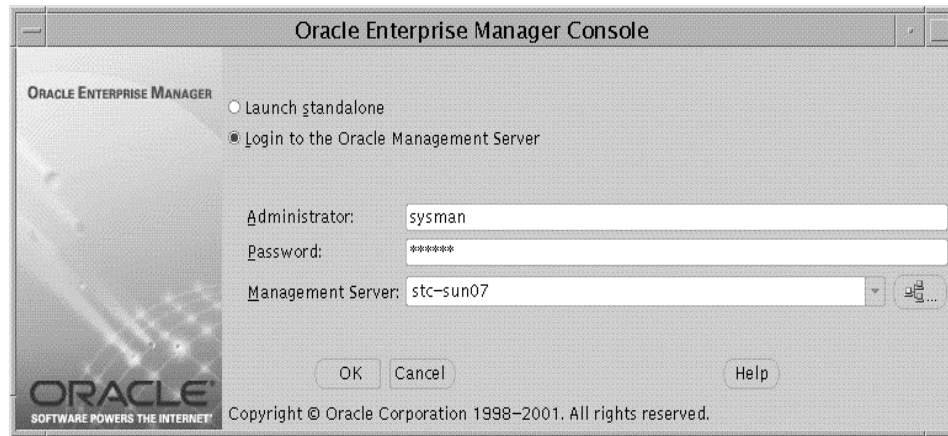 Oracle Enterprise Manager Console
ORACLE ENTERPRISE MANAGER
Launch standalone
Login to the Oracle Management Server
Administrator: sysman
Password: ******
Management Server: stc-sun07
...
OK Cancel Help
ORACLE
SOFTWARE POWERS THE INTERNET™
Copyright © Oracle Corporation 1998-2001. All rights reserved.